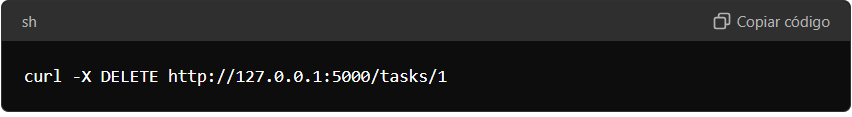 sh Copiar código
curl -X DELETE http://127.0.0.1:5000/tasks/1